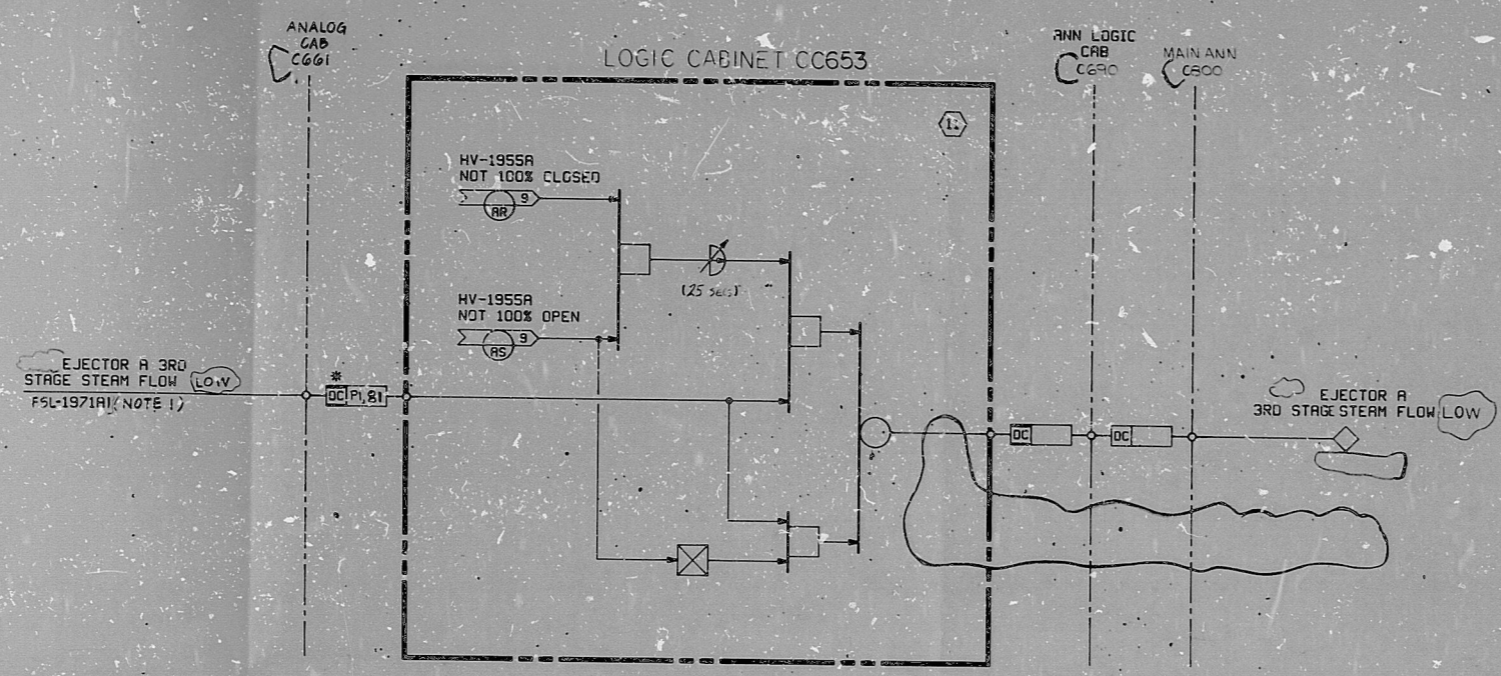 ANALOG
CAB
C661
LOGIC CABINET CC653
ANN LOGIC
CAB
C690
MAIN ANN
C800
HV-1955A
NOT 100% CLOSED
9
AR
(25 SEC)
HV-1955A
NOT 100% OPEN
9
AS
EJECTOR A 3RD
STAGE STEAM FLOW LOW
FSL-1971A1 (NOTE 1)
*
DC P1,81
EJECTOR A
3RD STAGE STEAM FLOW LOW
DC
DC